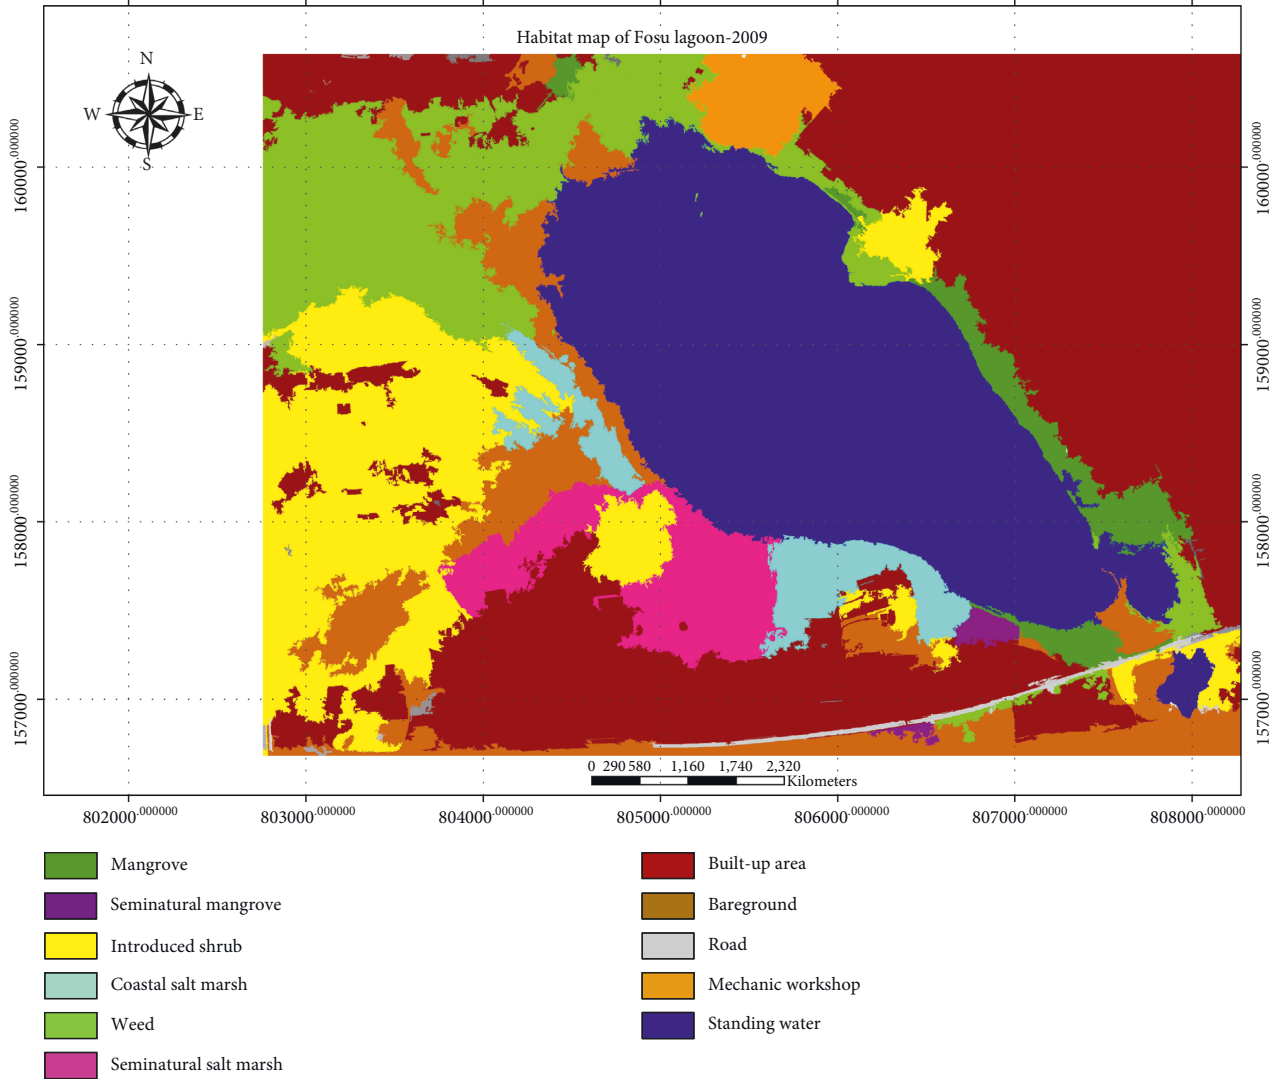 Habitat map of Fosu lagoon-2009
N
W E
S
160000.000000
159000.000000
158000.000000
157000.000000
160000.000000
159000.000000
158000.000000
157000.000000
0 290 580 1,160 1,740 2,320
Kilometers
802000.000000 803000.000000 804000.000000 805000.000000 806000.000000 807000.000000 808000.000000
Mangrove
Seminatural mangrove
Introduced shrub
Coastal salt marsh
Weed
Seminatural salt marsh
Built-up area
Bareground
Road
Mechanic workshop
Standing water